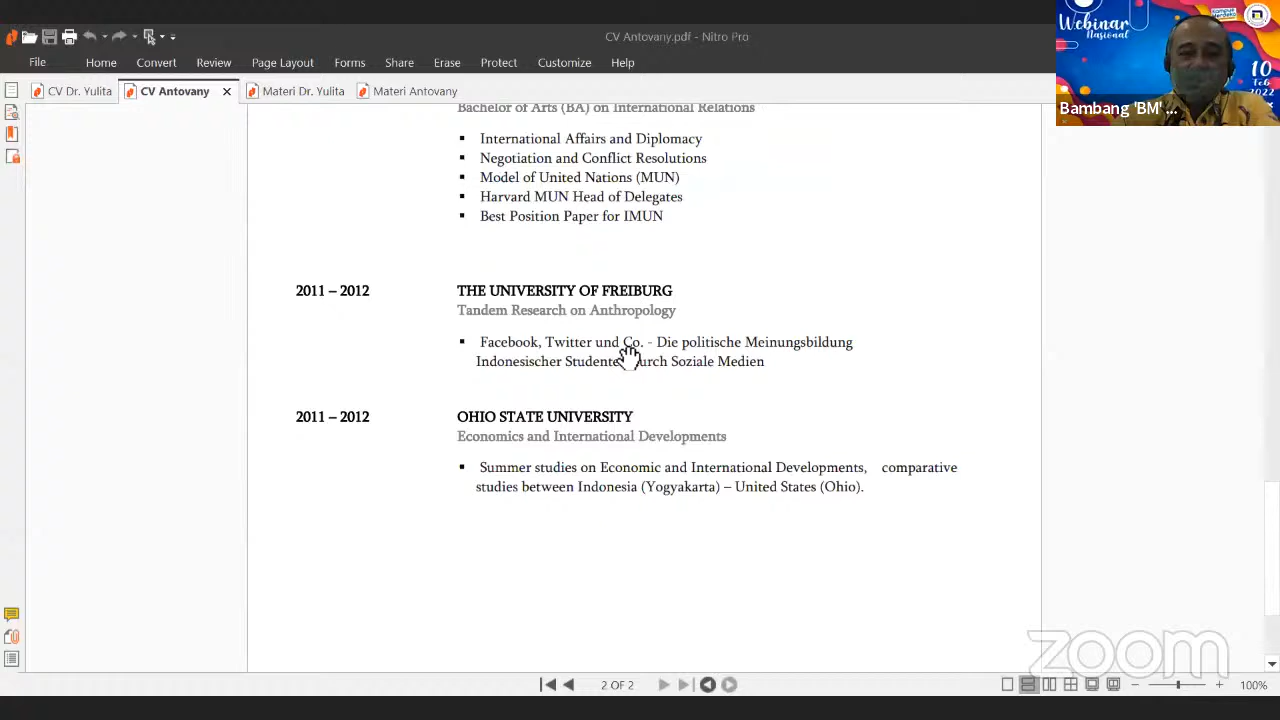 CV Antovany.pdf - Nitro Pro
File Home Convert Review Page Layout Forms Share Erase Protect Customize Help
CV Dr. Yulita CV Antovany Materi Dr. Yulita Materi Antovany
Webinar
Nasional
10
Feb
2022
Bambang 'BM' ...
Bachelor of Arts (BA) on International Relations
▪ International Affairs and Diplomacy
▪ Negotiation and Conflict Resolutions
▪ Model of United Nations (MUN)
▪ Harvard MUN Head of Delegates
▪ Best Position Paper for IMUN
2011 – 2012 THE UNIVERSITY OF FREIBURG
Tandem Research on Anthropology
▪ Facebook, Twitter und Co. - Die politische Meinungsbildung
Indonesischer Studenten durch Soziale Medien
2011 – 2012 OHIO STATE UNIVERSITY
Economics and International Developments
▪ Summer studies on Economic and International Developments, comparative
studies between Indonesia (Yogyakarta) – United States (Ohio).
zoom
2 OF 2
100%